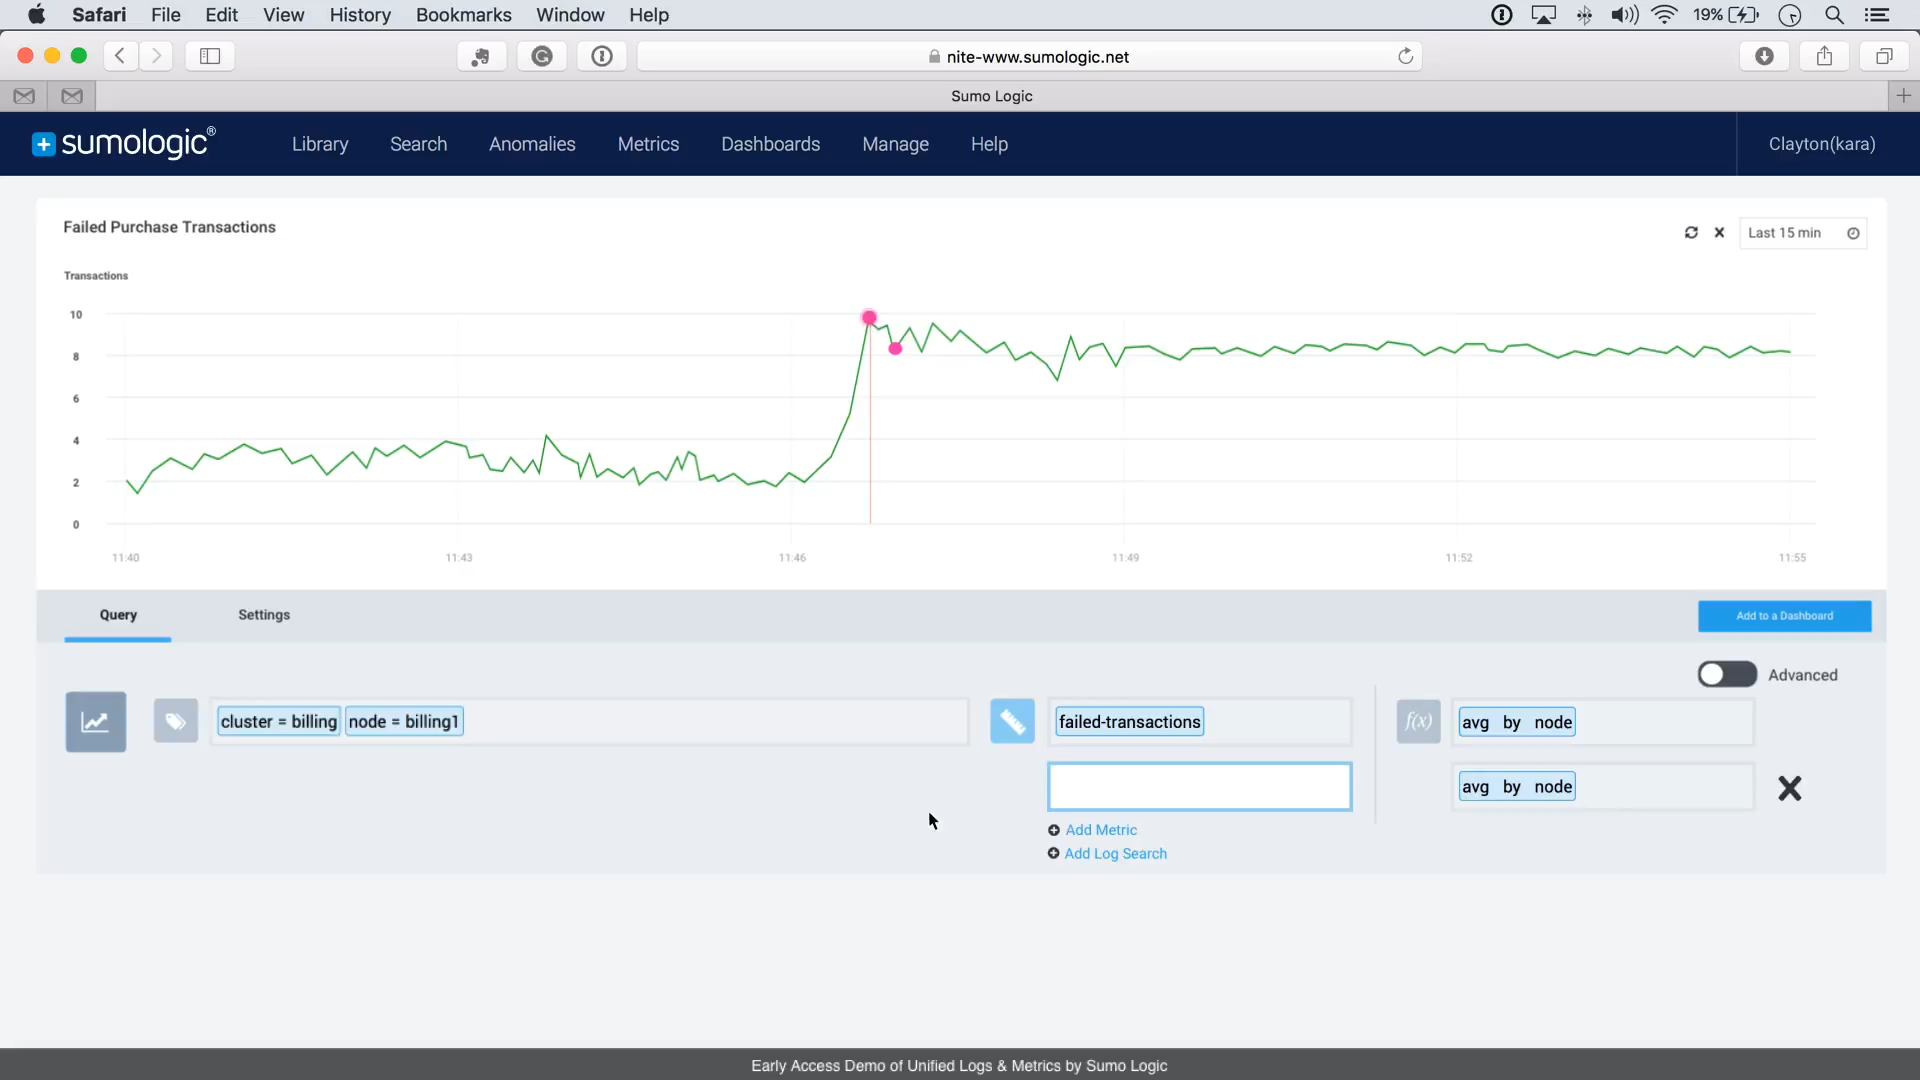 Safari File Edit View History Bookmarks Window Help 19%
nite-www.sumologic.net
Sumo Logic
sumologic® Library Search Anomalies Metrics Dashboards Manage Help Clayton(kara)
Failed Purchase Transactions
Last 15 min
Transactions
10
8
6
4
2
0
11:40 11:43 11:46 11:49 11:52 11:55
Query Settings Add to a Dashboard
Advanced
cluster = billing node = billing1 failed-transactions f(x) avg by node
avg by node
Add Metric
Add Log Search
Early Access Demo of Unified Logs & Metrics by Sumo Logic